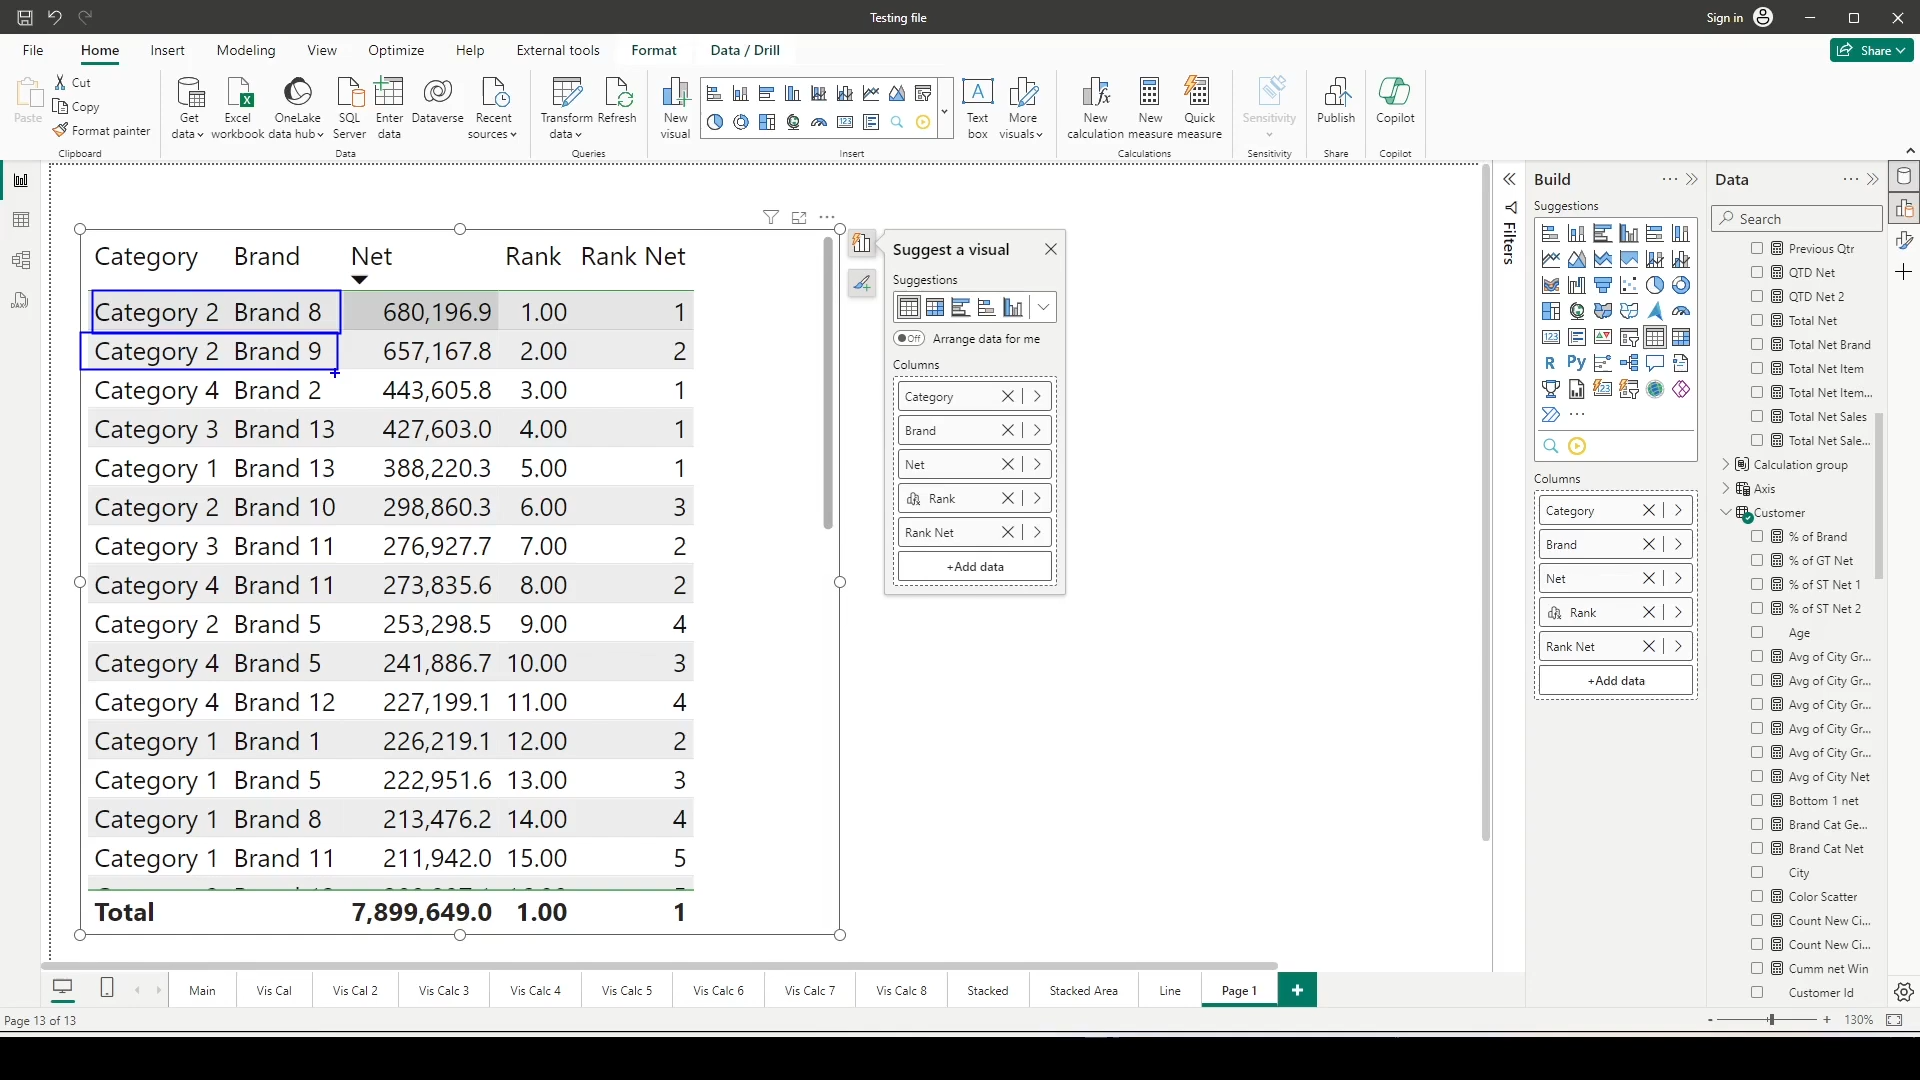 Testing file
Sign in
File Home Insert Modeling View Optimize Help External tools Format Data / Drill
Share
Paste
Cut
Copy
Format painter
Clipboard
Get data
Excel workbook
OneLake data hub
SQL Server
Enter data
Dataverse
Recent sources
Data
Transform data
Refresh
Queries
New visual
Text box
More visuals
Insert
New calculation
New measure
Quick measure
Calculations
Sensitivity
Sensitivity
Publish
Share
Copilot
Copilot
Category Brand Net Rank Rank Net
Category 2 Brand 8 680,196.9 1.00 1
Category 2 Brand 9 657,167.8 2.00 2
Category 4 Brand 2 443,605.8 3.00 1
Category 3 Brand 13 427,603.0 4.00 1
Category 1 Brand 13 388,220.3 5.00 1
Category 2 Brand 10 298,860.3 6.00 3
Category 3 Brand 11 276,927.7 7.00 2
Category 4 Brand 11 273,835.6 8.00 2
Category 2 Brand 5 253,298.5 9.00 4
Category 4 Brand 5 241,886.7 10.00 3
Category 4 Brand 12 227,199.1 11.00 4
Category 1 Brand 1 226,219.1 12.00 2
Category 1 Brand 5 222,951.6 13.00 3
Category 1 Brand 8 213,476.2 14.00 4
Category 1 Brand 11 211,942.0 15.00 5
Total 7,899,649.0 1.00 1
Suggest a visual
Suggestions
Off Arrange data for me
Columns
Category
Brand
Net
Rank
Rank Net
+Add data
Filters
Build
Suggestions
R Py
Columns
Category
Brand
Net
Rank
Rank Net
+Add data
Data
Search
Previous Qtr
QTD Net
QTD Net 2
Total Net
Total Net Brand
Total Net Item
Total Net Item...
Total Net Sales
Total Net Sale...
Calculation group
Axis
Customer
% of Brand
% of GT Net
% of ST Net 1
% of ST Net 2
Age
Avg of City Gr...
Avg of City Gr...
Avg of City Gr...
Avg of City Gr...
Avg of City Gr...
Avg of City Net
Bottom 1 net
Brand Cat Ge...
Brand Cat Net
City
Color Scatter
Count New Ci...
Count New Ci...
Cumm net Win
Customer Id
Main Vis Cal Vis Cal 2 Vis Calc 3 Vis Calc 4 Vis Calc 5 Vis Calc 6 Vis Calc 7 Vis Calc 8 Stacked Stacked Area Line Page 1
Page 13 of 13
130%